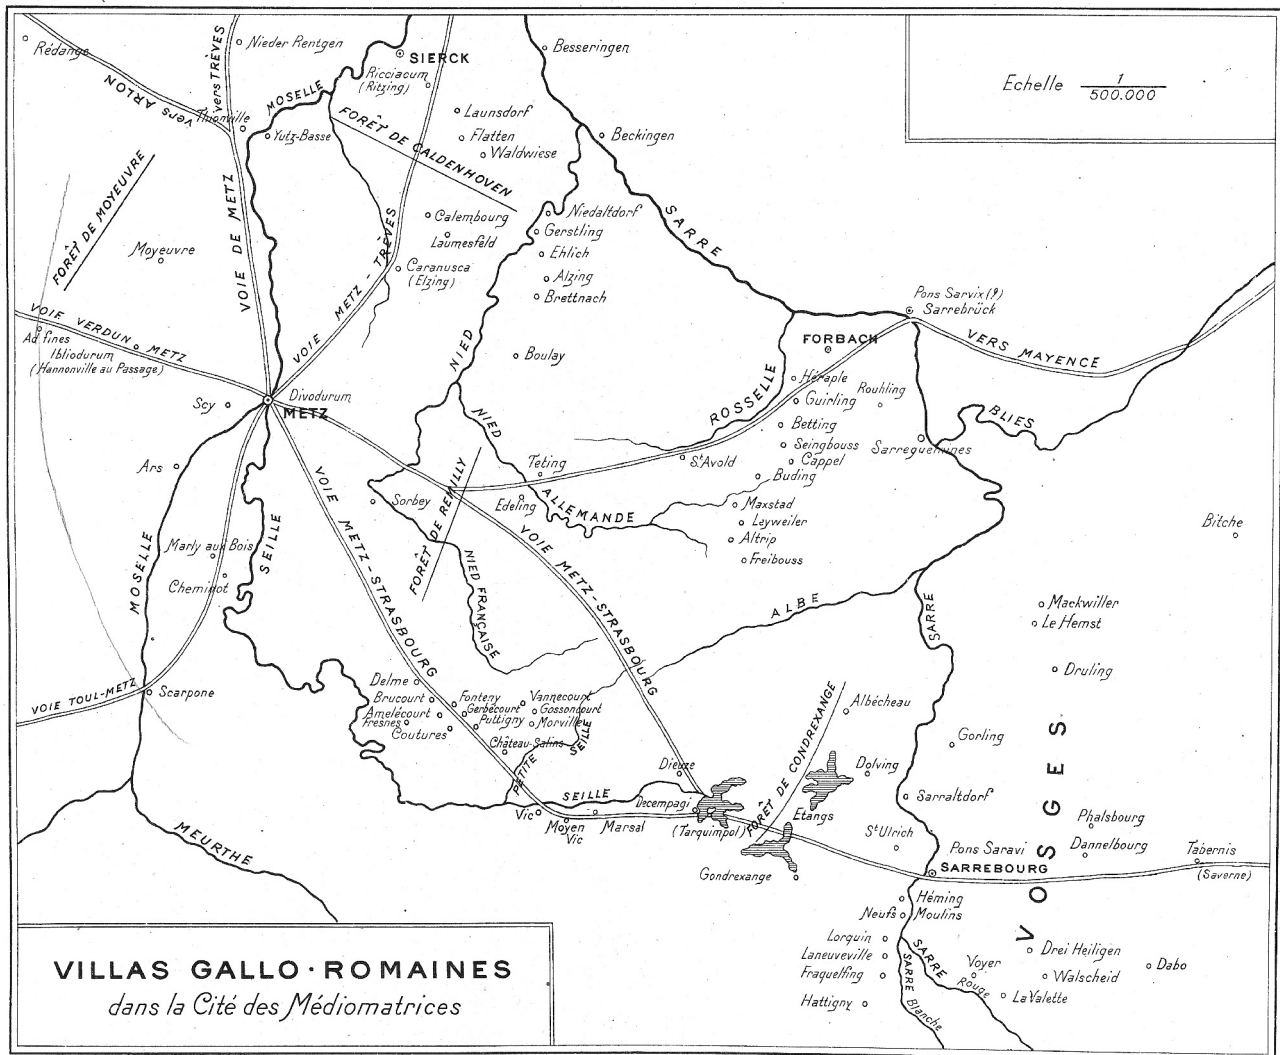 Rédange
Nieder Rentgen
SIERCK
Besseringen
vers TRÈVES
vers ARLON
Ricciacum
(Ritzing)
Echelle 1
500.000
MOSELLE
Thionville
Yutz-Basse
Launsdorf
Flatten
Waldwiese
Beckingen
FORÊT DE CALDENHOVEN
FORÊT DE MOYEUVRE
Moyeuvre
VOIE DE METZ
Calembourg
Laumesfeld
Caranusca
(Elzing)
VOIE METZ - TRÈVES
Niedaltdorf
Gerstling
Ehlich
Alzing
Brettnach
SARRE
Pons Sarvix (?)
Sarrebrück
VOIE VERDUN METZ
Ad fines
Ibliodurum
(Hannonville au Passage)
NIED
Boulay
FORBACH
VERS MAYENCE
Héraple
Rouhling
Guirling
ROSSELLE
BLIES
Scy
Divodurum
METZ
NIED
Betting
Seingbouss
Cappel
Sarreguemines
Ars
Teting
St Avold
Buding
Sorbey
FORÊT DE REMILLY
Edeling
ALLEMANDE
Maxstad
Leyweiler
Altrip
Freibouss
Bitche
VOIE METZ-STRASBOURG
VOIE METZ-STRASBOURG
SEILLE
Marly aux Bois
Cheminot
MOSELLE
NIED FRANÇAISE
ALBE
SARRE
Mackwiller
Le Hemst
Druling
VOIE TOUL-METZ
Scarpone
Delme
Brucourt
Amelécourt
Fresnes
Coutures
Fonteny
Gerbécourt
Puttigny
Vannecourt
Gossoncourt
Morville
Château-Salins
PETITE SEILLE
FORÊT DE CONDREXANGE
Albécheau
Gorling
Dieuze
Dolving
SEILLE
Decempagi
(Tarquimpol)
Etangs
Sarraltdorf
Vic
Moyen
Vic
Marsal
St Ulrich
Phalsbourg
Dannelbourg
Pons Saravi
SARREBOURG
Tabernis
(Saverne)
VOSGES
MEURTHE
Gondrexange
Héming
Neufs Moulins
Lorquin
Laneuveville
Fraquelfing
Hattigny
SARRE Rouge
SARRE Blanche
Voyer
Drei Heiligen
Walscheid
La Valette
Dabo
VILLAS GALLO·ROMAINES
dans la Cité des Médiomatrices